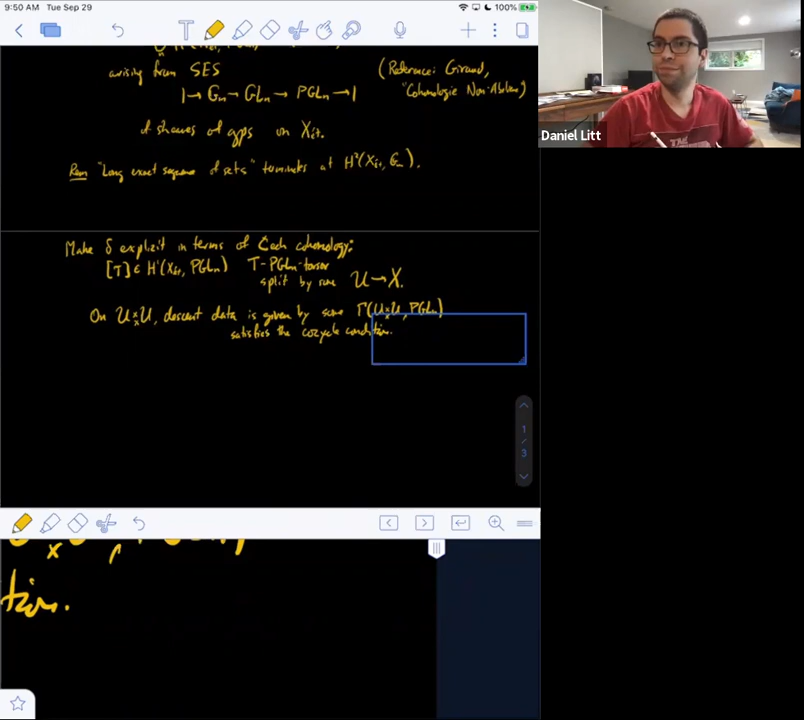 9:50 AM Tue Sep 29
100%
arising from SES
(Reference: Giraud,
1→ Gm→ GLn→ PGLn→1
"Cohomologie Non-Abélienne)
of sheaves of gps on Xét.
Rem "Long exact sequence of sets" terminates at H²(Xét, Gm).
Make δ explicit in terms of Čech cohomology:
[T] ∈ H¹(Xét, PGLn) T-PGLn-torsor
split by some U→X.
On U×U, descent data is given by some Γ(U×U, PGLn)
X X
satisfies the cocycle condition.
1
/
3
tion.
Daniel Litt